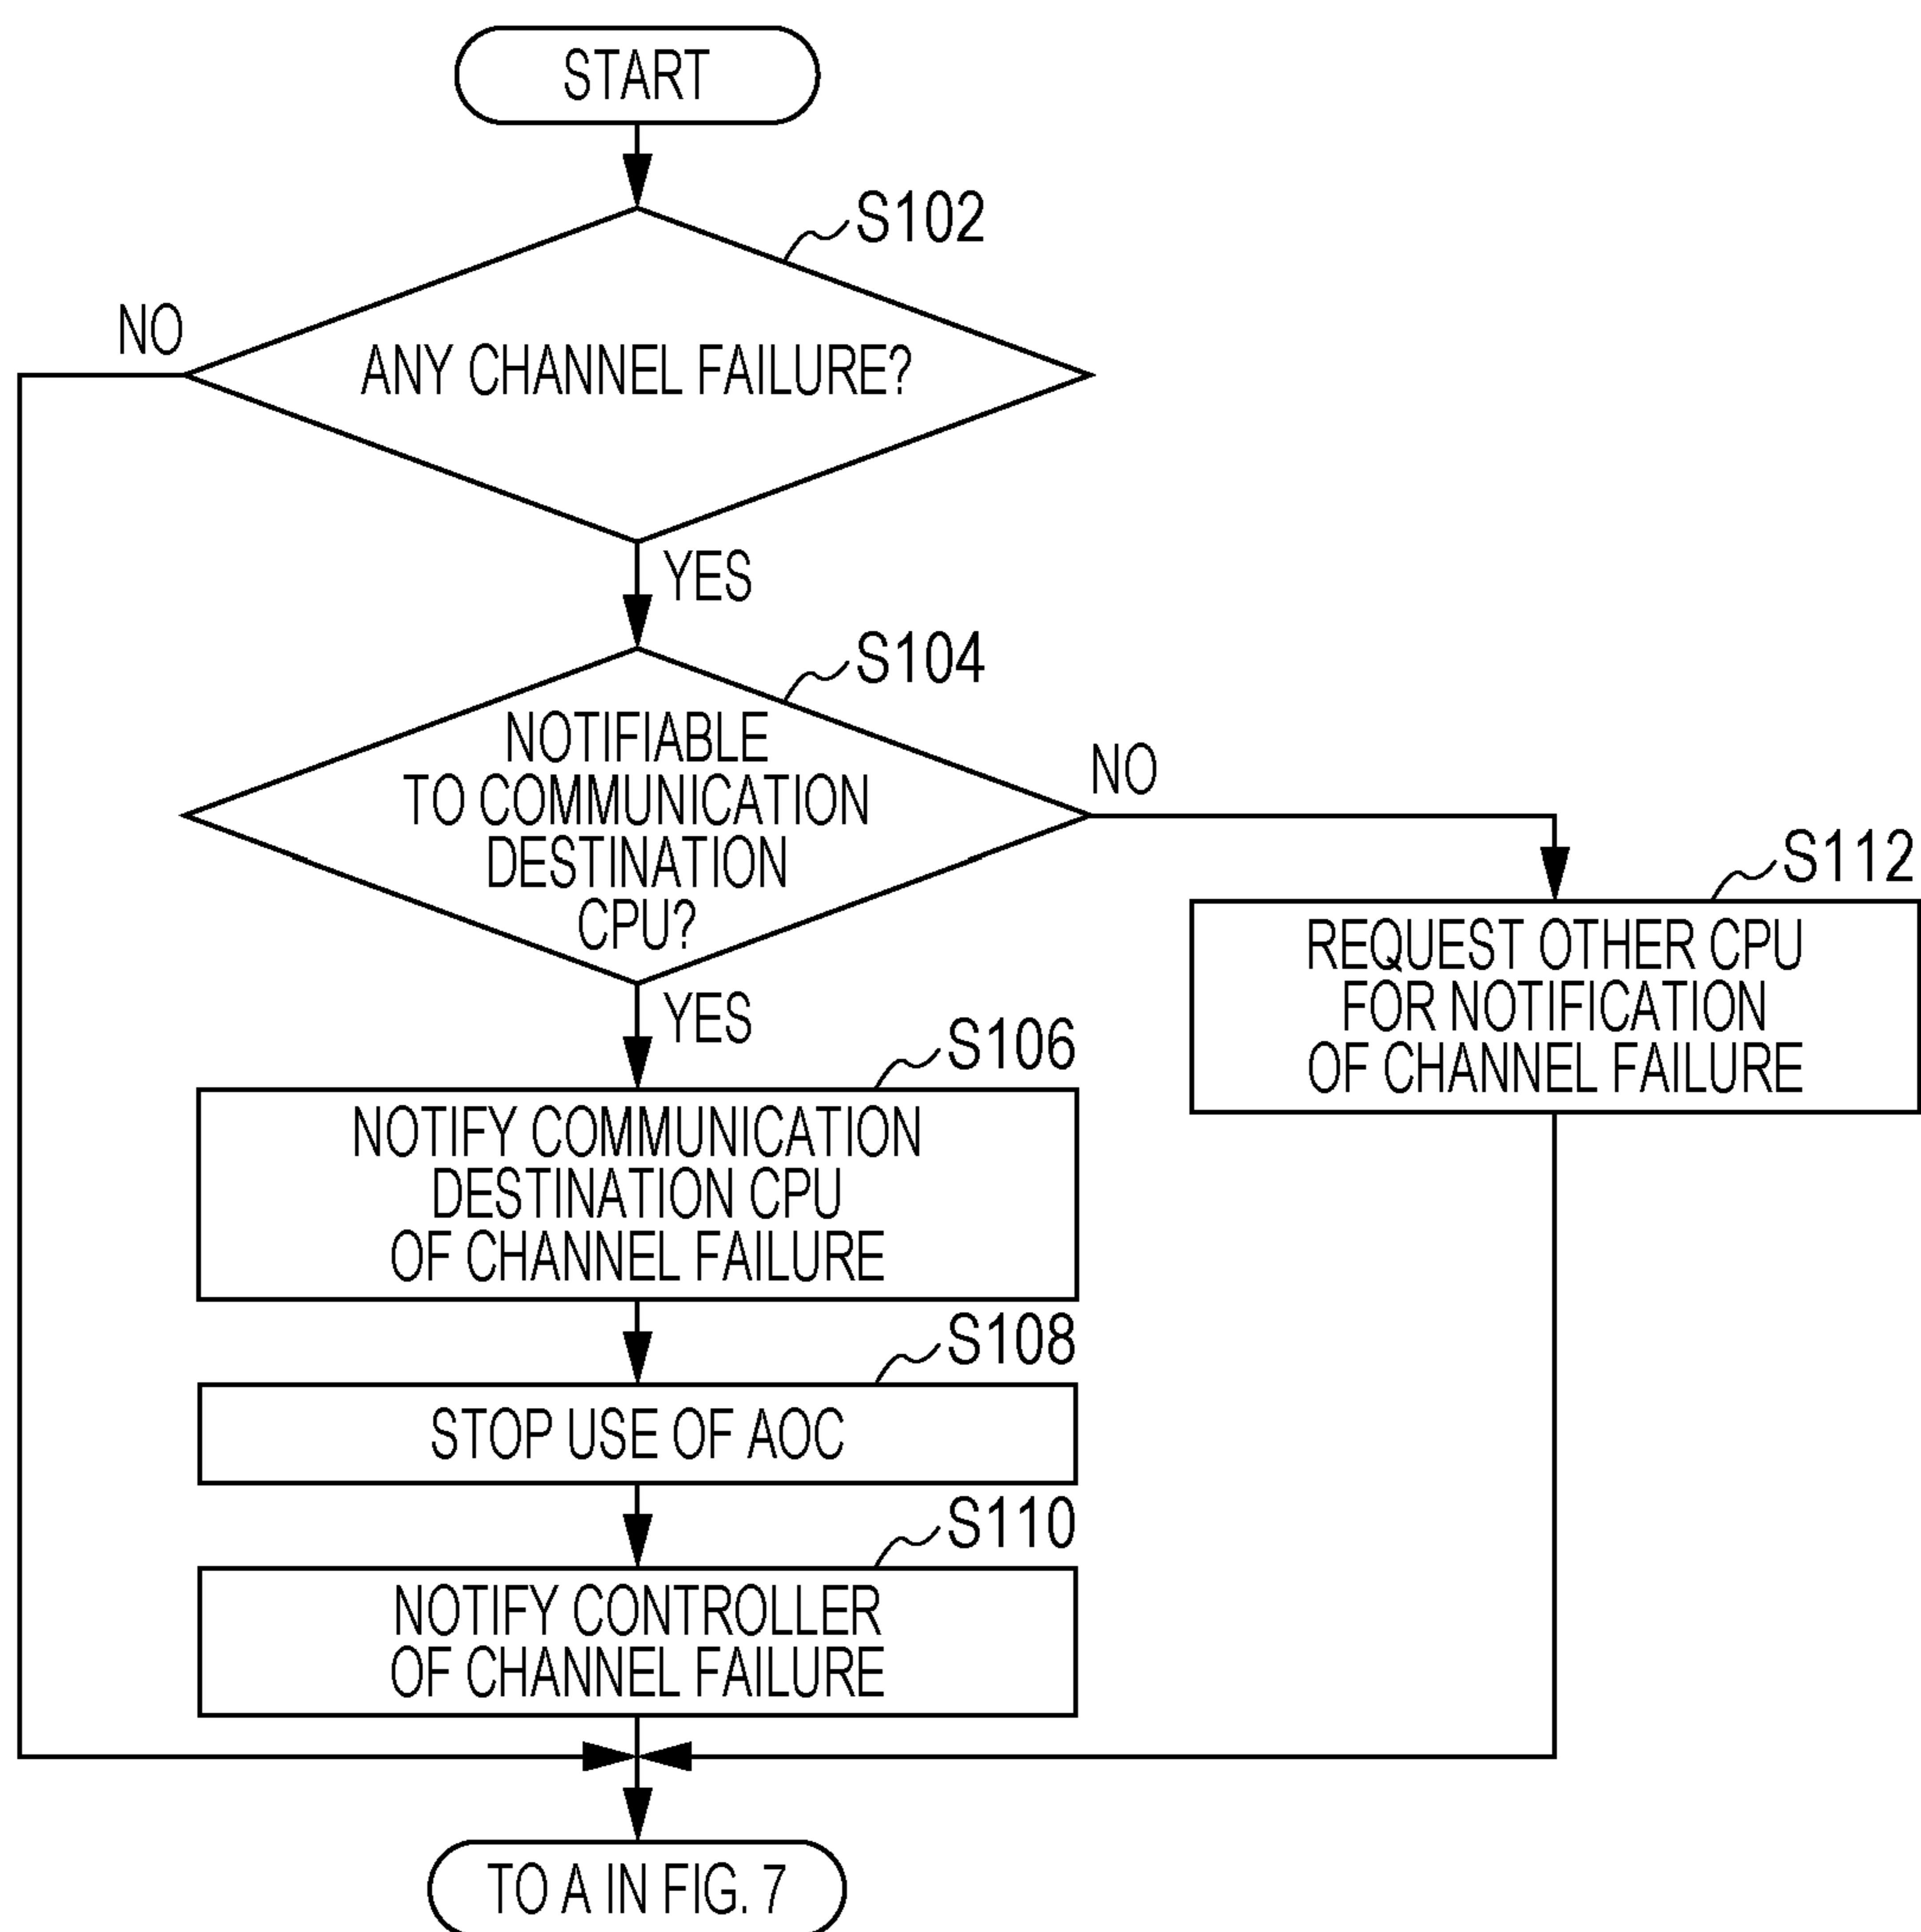 START
S102
NO
ANY CHANNEL FAILURE?
YES
S104
NOTIFIABLE
TO COMMUNICATION
DESTINATION
CPU?
NO
S112
REQUEST OTHER CPU
FOR NOTIFICATION
OF CHANNEL FAILURE
YES
S106
NOTIFY COMMUNICATION
DESTINATION CPU
OF CHANNEL FAILURE
S108
STOP USE OF AOC
S110
NOTIFY CONTROLLER
OF CHANNEL FAILURE
TO A IN FIG. 7